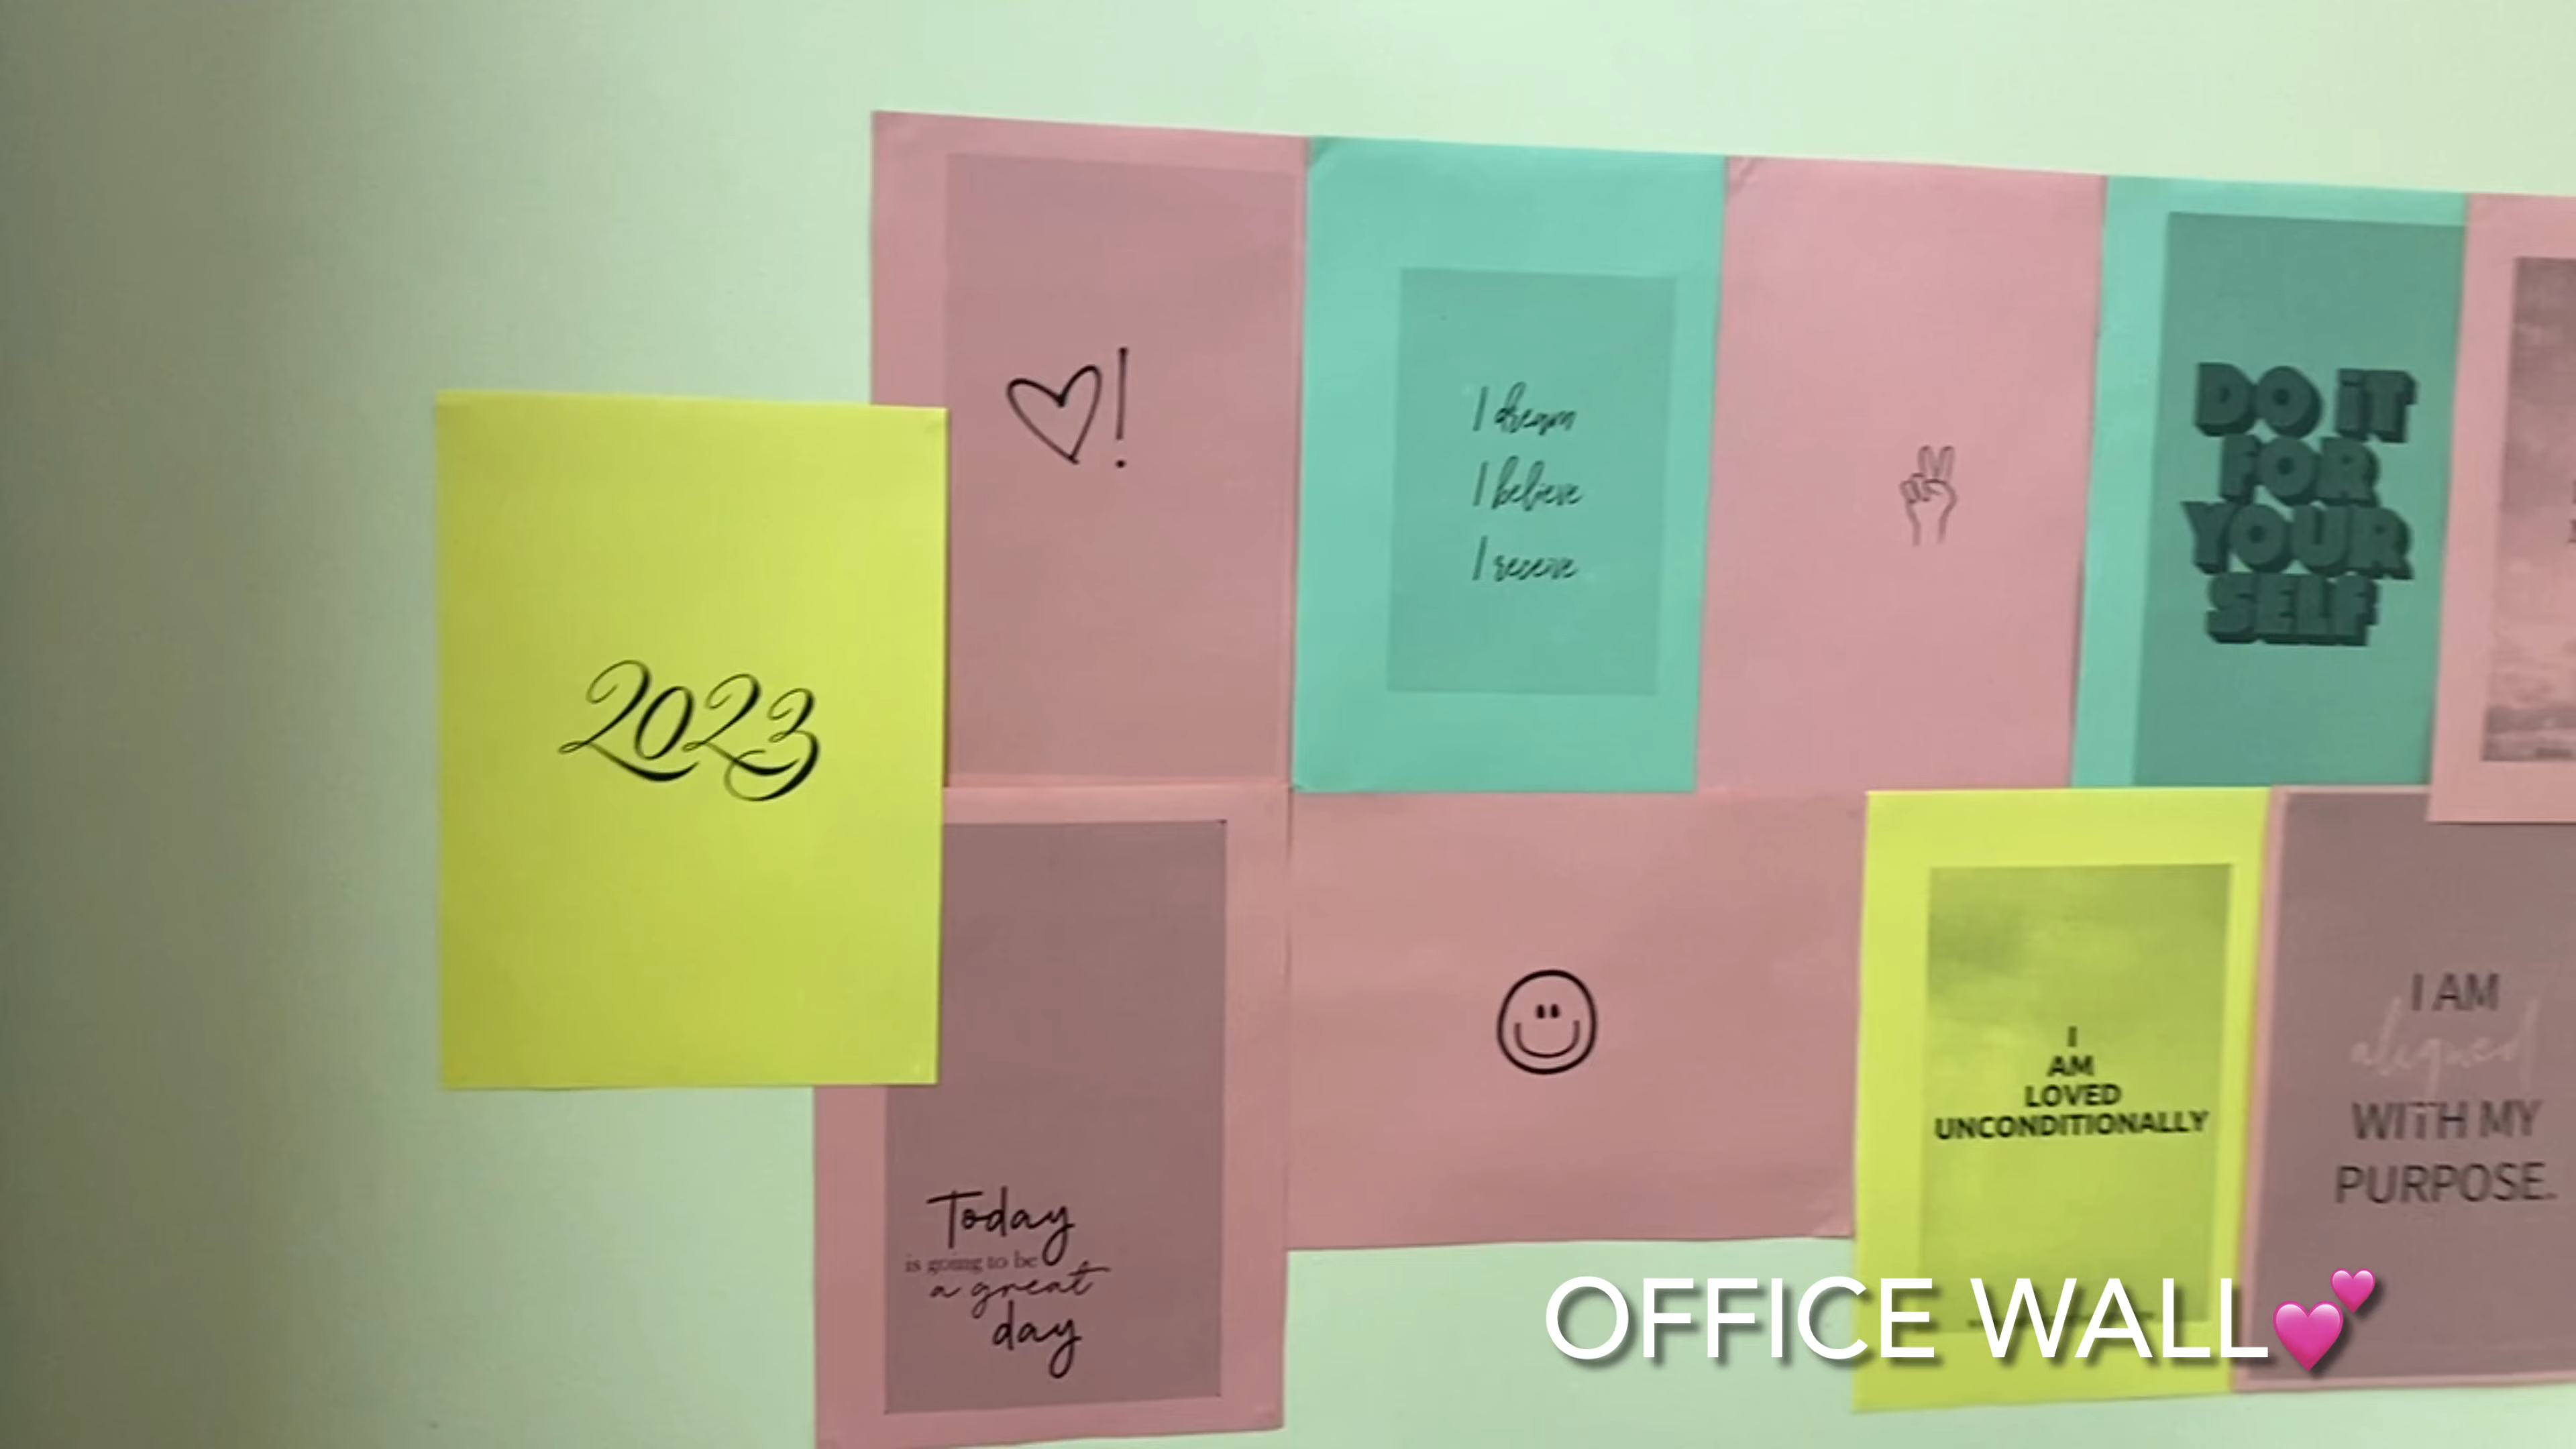 2023
!
I dream
I believe
I receive
DO iT
FOR
YOUR
SELF
Today
is going to be
a great
day
I
AM
LOVED
UNCONDITIONALLY
I AM
aligned
WITH MY
PURPOSE.
OFFICE WALL💕